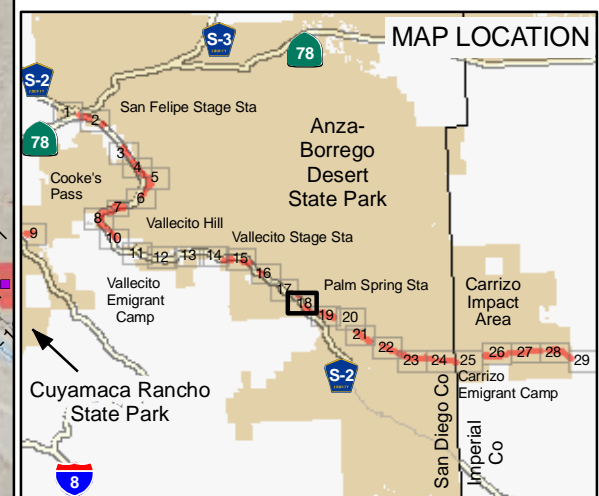 MAP LOCATION
S-3
78
S-2
1
2
San Felipe Stage Sta
78
3
4
5
6
Anza-
Borrego
Desert
State Park
Cooke's
Pass
7
8
9
10
Vallecito Hill
11
12
13
14
15
Vallecito Stage Sta
16
17
18
19
20
Palm Spring Sta
Vallecito
Emigrant
Camp
Carrizo
Impact
Area
21
22
23
24
25
26
27
28
29
Carrizo
Emigrant Camp
S-2
Cuyamaca Rancho
State Park
San Diego Co
Imperial
Co
8